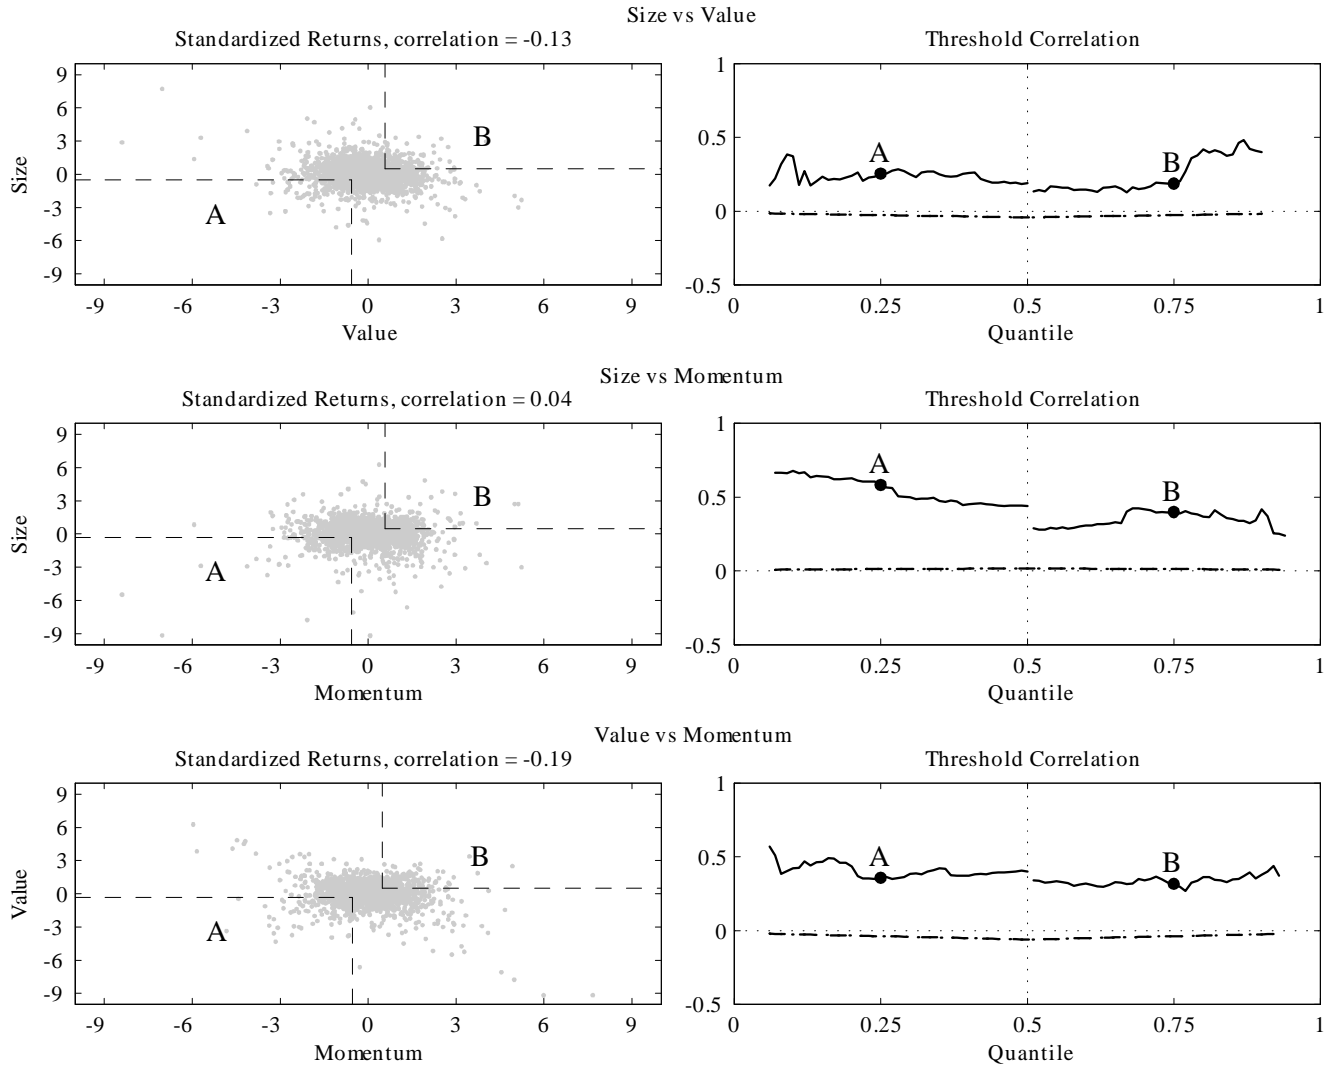 Size vs Value
Standardized Returns, correlation = -0.13
Threshold Correlation
9
6
3
0
-3
-6
-9
Size
A
B
-9 -6 -3 0 3 6 9
Value
1
0.5
0
-0.5
A
B
0 0.25 0.5 0.75 1
Quantile
Size vs Momentum
Standardized Returns, correlation = 0.04
Threshold Correlation
9
6
3
0
-3
-6
-9
Size
A
B
-9 -6 -3 0 3 6 9
Momentum
1
0.5
0
-0.5
A
B
0 0.25 0.5 0.75 1
Quantile
Value vs Momentum
Standardized Returns, correlation = -0.19
Threshold Correlation
9
6
3
0
-3
-6
-9
Value
A
B
-9 -6 -3 0 3 6 9
Momentum
1
0.5
0
-0.5
A
B
0 0.25 0.5 0.75 1
Quantile